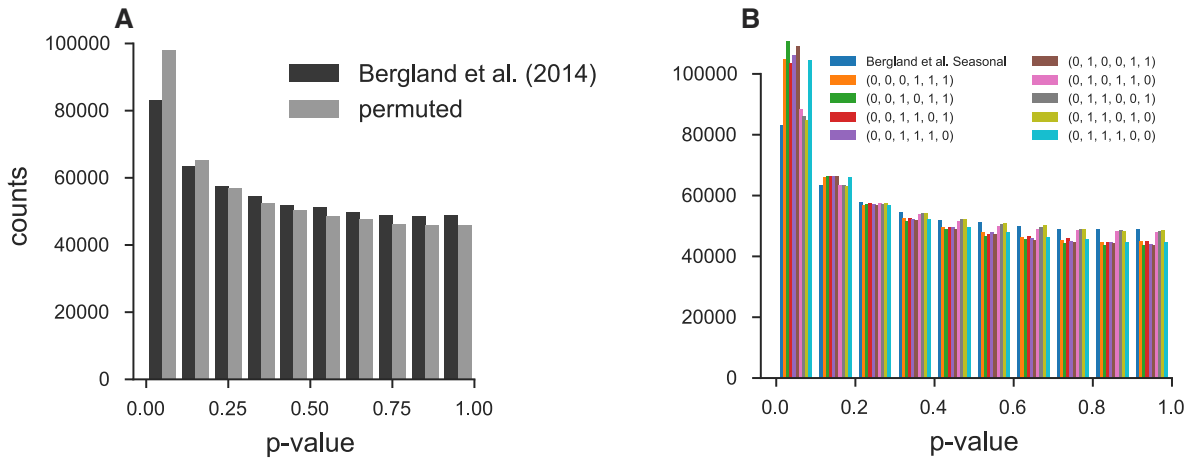 A
100000
80000
60000
40000
20000
0
counts
Bergland et al. (2014)
permuted
0.00
0.25
0.50
0.75
1.00
p-value
B
100000
80000
60000
40000
20000
0
Bergland et al. Seasonal
(0, 0, 0, 1, 1, 1)
(0, 0, 1, 0, 1, 1)
(0, 0, 1, 1, 0, 1)
(0, 0, 1, 1, 1, 0)
(0, 1, 0, 0, 1, 1)
(0, 1, 0, 1, 1, 0)
(0, 1, 1, 0, 0, 1)
(0, 1, 1, 0, 1, 0)
(0, 1, 1, 1, 0, 0)
0.0
0.2
0.4
0.6
0.8
1.0
p-value